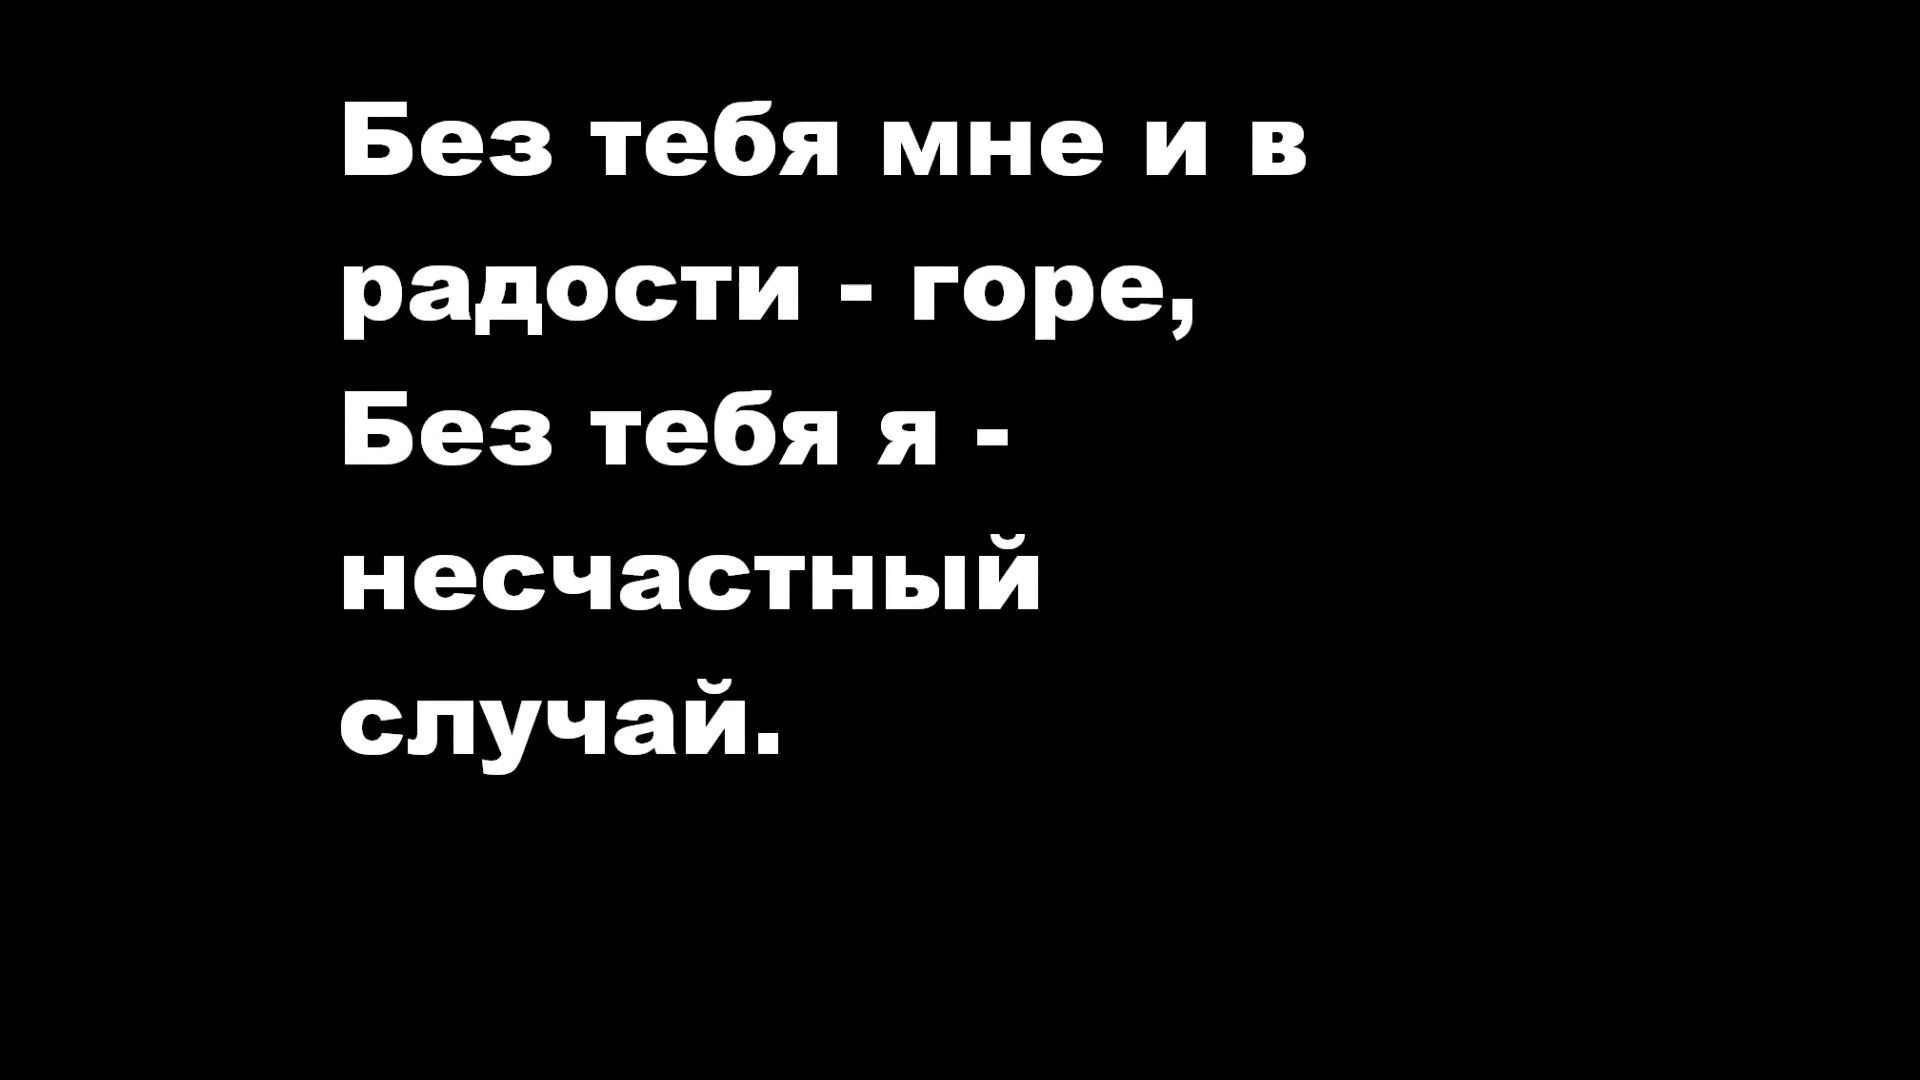 Без тебя мне и в
радости - горе,
Без тебя я -
несчастный
случай.